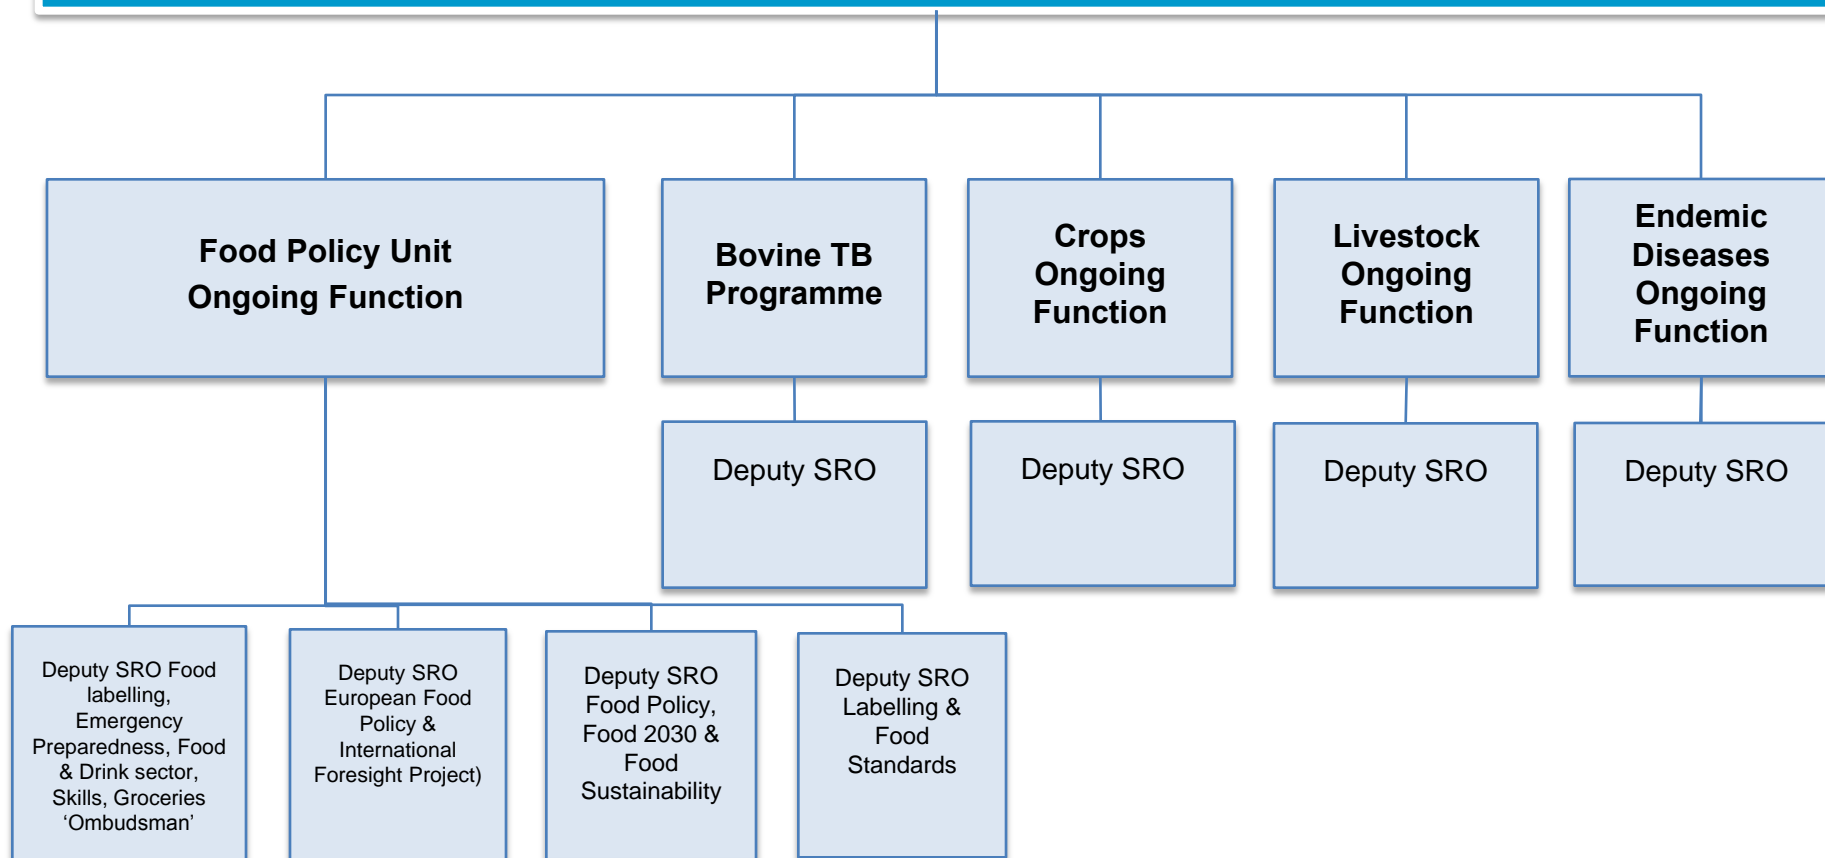 Food Policy Unit
Ongoing Function
Bovine TB
Programme
Crops
Ongoing
Function
Livestock
Ongoing
Function
Endemic
Diseases
Ongoing
Function
Deputy SRO
Deputy SRO
Deputy SRO
Deputy SRO
Deputy SRO Food
labelling,
Emergency
Preparedness, Food
& Drink sector,
Skills, Groceries
‘Ombudsman’
Deputy SRO
European Food
Policy &
International
Foresight Project)
Deputy SRO
Food Policy,
Food 2030 &
Food
Sustainability
Deputy SRO
Labelling &
Food
Standards